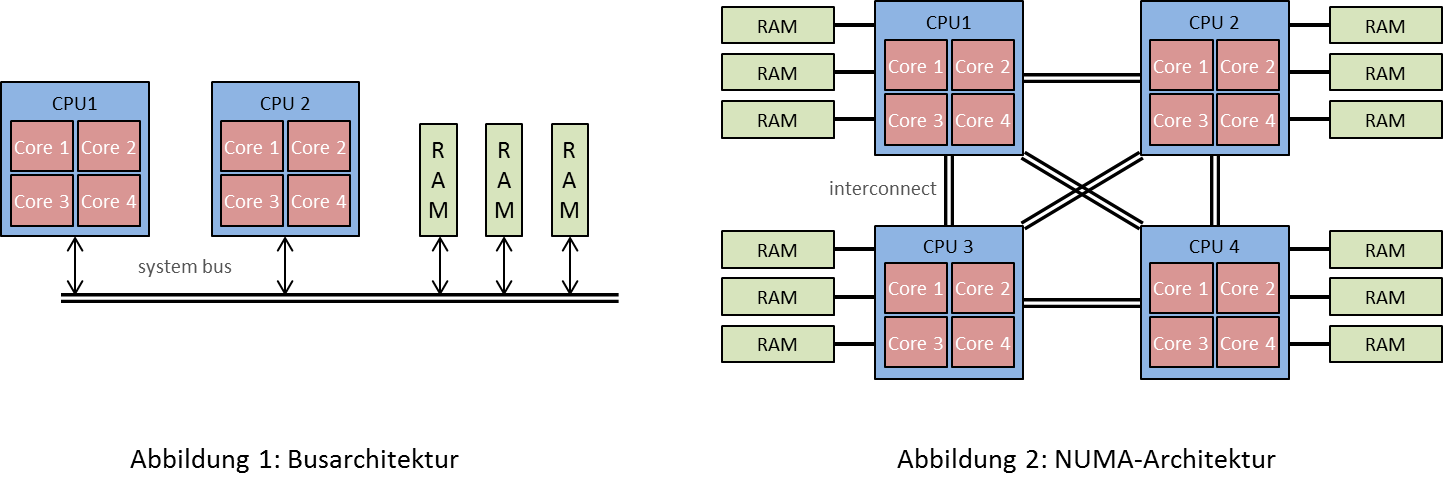 CPU1
Core 1 Core 2
Core 3 Core 4
CPU 2
Core 1 Core 2
Core 3 Core 4
RAM
RAM
RAM
system bus
Abbildung 1: Busarchitektur
RAM
RAM
RAM
CPU1
Core 1 Core 2
Core 3 Core 4
CPU 2
Core 1 Core 2
Core 3 Core 4
RAM
RAM
RAM
interconnect
RAM
RAM
RAM
CPU 3
Core 1 Core 2
Core 3 Core 4
CPU 4
Core 1 Core 2
Core 3 Core 4
RAM
RAM
RAM
Abbildung 2: NUMA-Architektur